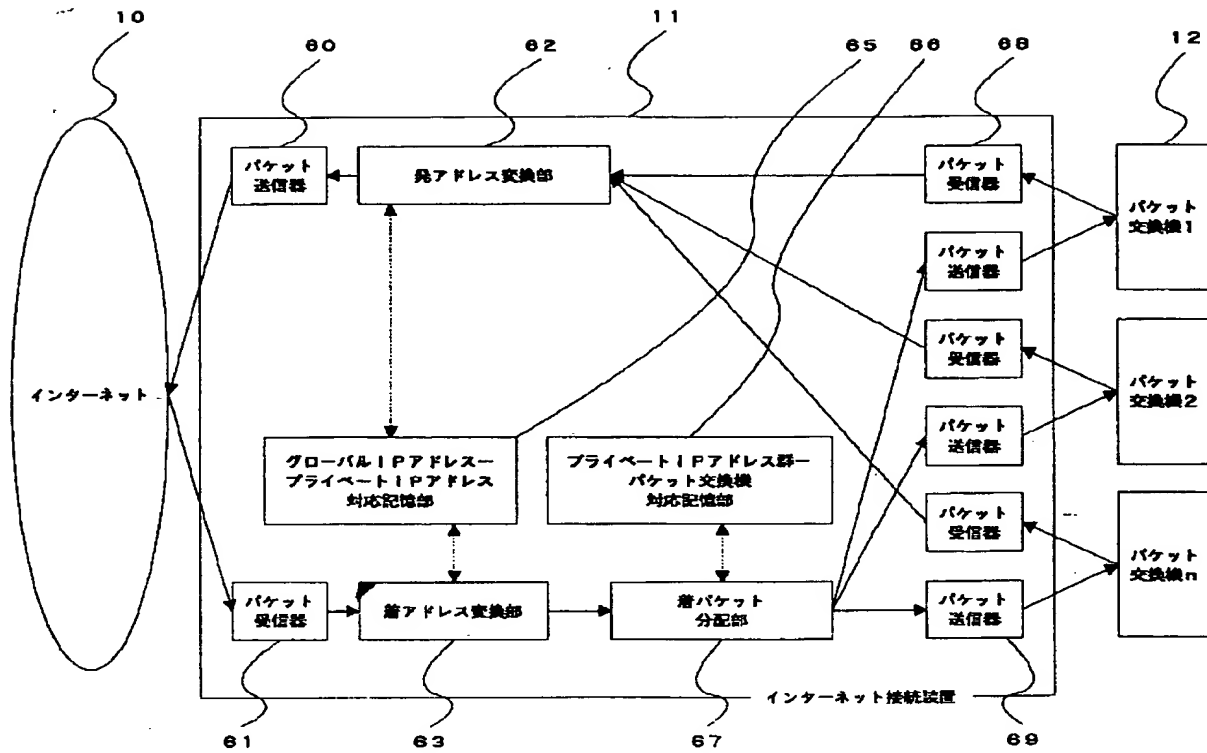 10
60
62
11
65
66
68
12
パケット
送信器
発アドレス変換部
パケット
受信器
パケット
交換機1
パケット
送信器
パケット
受信器
インターネット
パケット
交換機2
パケット
送信器
グローバルIPアドレスー
プライベートIPアドレス
対応記憶部
プライベートIPアドレス群ー
パケット交換機
対応記憶部
パケット
受信器
パケット
交換機n
パケット
受信器
着アドレス変換部
着パケット
分配部
パケット
送信器
インターネット接続装置
61
63
67
69